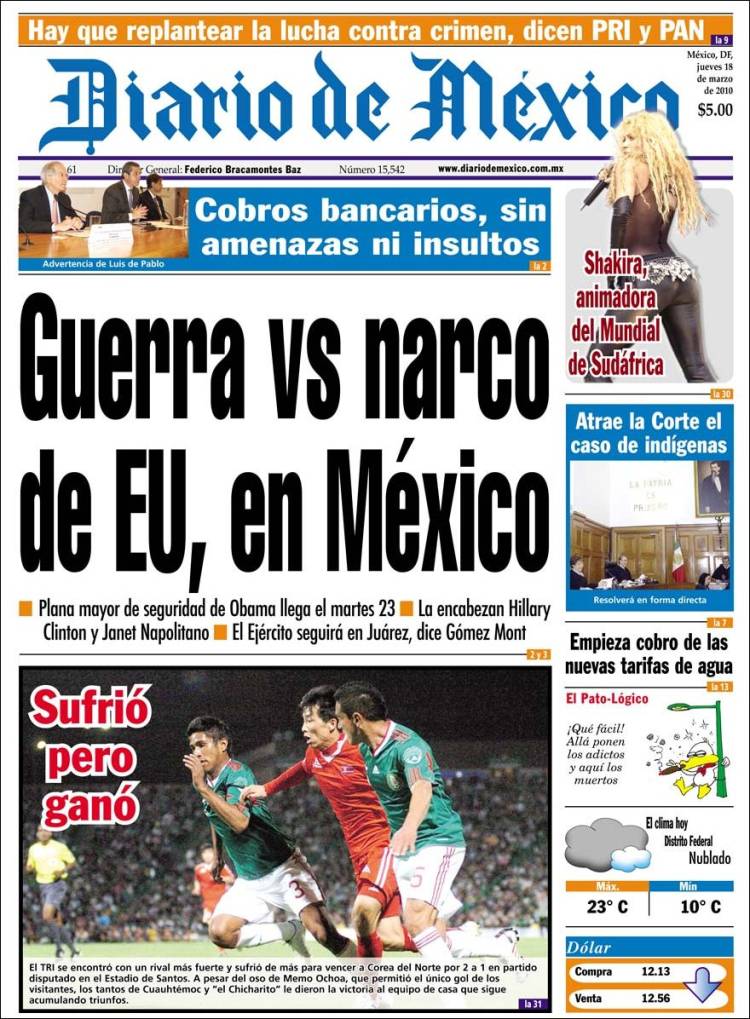 Hay que replantear la lucha contra crimen, dicen PRI y PAN
la 9
Diario de México
México, DF,
jueves 18
de marzo
de 2010
$5.00
61
General: Federico Bracamontes Baz
Número 15,542
www.diariodemexico.com.mx
Cobros bancarios, sin
amenazas ni insultos
Advertencia de Luis de Pablo
la 2
Shakira,
animadora
del Mundial
de Sudáfrica
la 30
Guerra vs narco
de EU, en México
Plana mayor de seguridad de Obama llega el martes 23 ■ La encabezan Hillary
Clinton y Janet Napolitano ■ El Ejército seguirá en Juárez, dice Gómez Mont
2 y 3
Atrae la Corte el
caso de indígenas
LA PATRIA
ES
PRIMERO
Resolverá en forma directa
la 7
Empieza cobro de las
nuevas tarifas de agua
la 13
Sufrió
pero
ganó
3
5
El TRI se encontró con un rival más fuerte y sufrió de más para vencer a Corea del Norte por 2 a 1 en partido
disputado en el Estadio de Santos. A pesar del oso de Memo Ochoa, que permitió el único gol de los
visitantes, los tantos de Cuauhtémoc y "el Chicharito" le dieron la victoria al equipo de casa que sigue
acumulando triunfos.
la 31
El Pato-Lógico
¡Qué fácil!
Allá ponen
los adictos
y aquí los
muertos
El clima hoy
Distrito Federal
Nublado
Máx.
Mín
23° C
10° C
Dólar
Compra 12.13
Venta 12.56